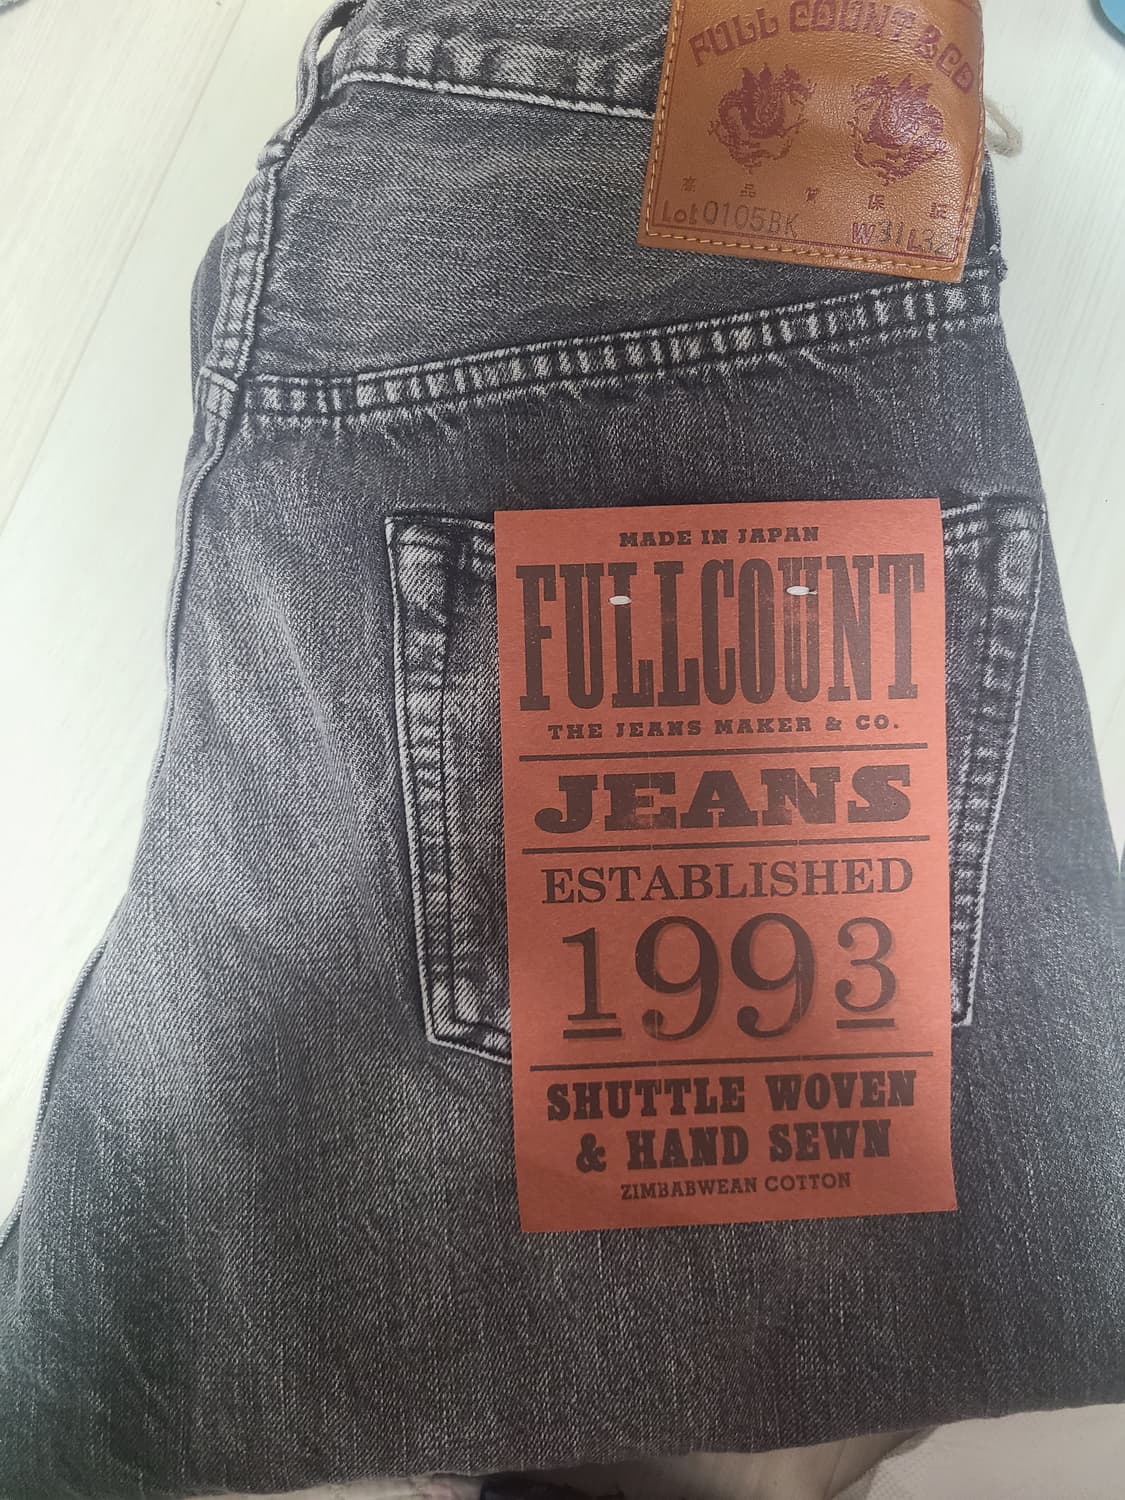 FULL COUNT & CO
高品質保証
Lot 0105BK W31 L32
MADE IN JAPAN
FULLCOUNT
THE JEANS MAKER & CO.
JEANS
ESTABLISHED
1993
SHUTTLE WOVEN
& HAND SEWN
ZIMBABWEAN COTTON